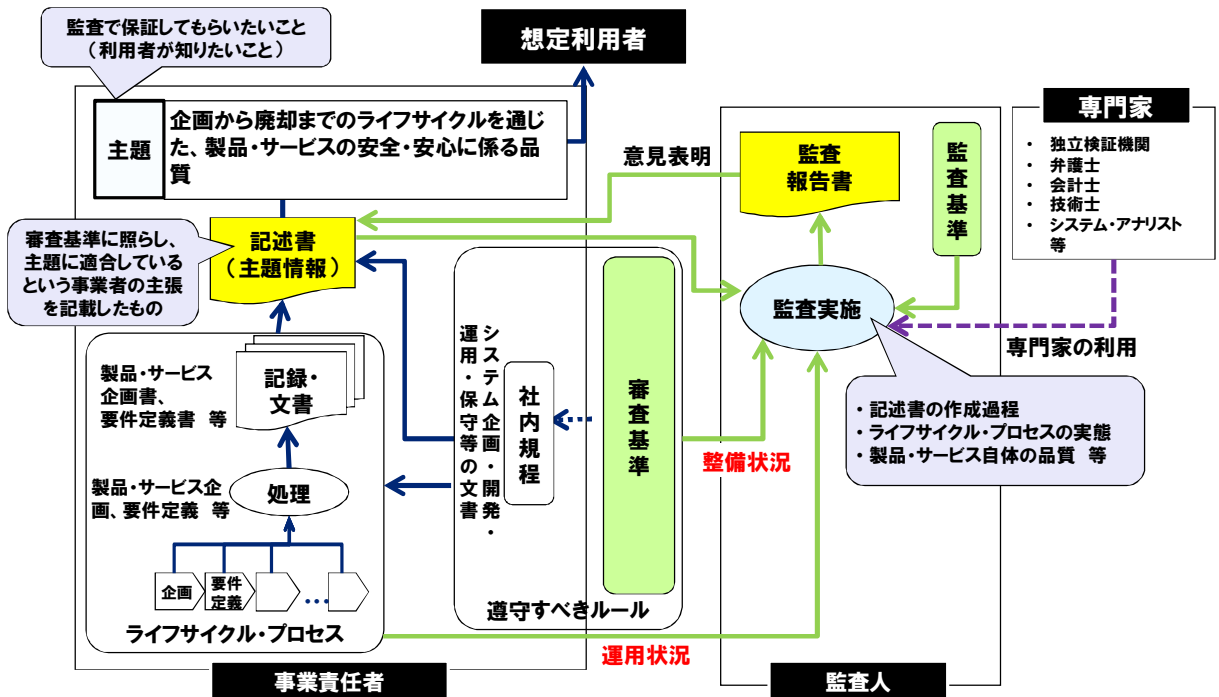 監査で保証してもらいたいこと
（利用者が知りたいこと）
想定利用者
主題
企画から廃却までのライフサイクルを通じ
た、製品・サービスの安全・安心に係る品
質
意見表明
監査
報告書
監査基準
専門家
・ 独立検証機関
・ 弁護士
・ 会計士
・ 技術士
・ システム・アナリスト
等
審査基準に照らし、
主題に適合している
という事業者の主張
を記載したもの
記述書
（主題情報）
監査実施
専門家の利用
製品・サービス
企画書、
要件定義書 等
記録・
文書
システム企画・開発・
運用・保守等の文書
社内規程
審査基準
整備状況
・記述書の作成過程
・ライフサイクル・プロセスの実態
・製品・サービス自体の品質 等
製品・サービス企
画、要件定義 等
処理
企画
要件
定義
…
ライフサイクル・プロセス
遵守すべきルール
運用状況
事業責任者
監査人